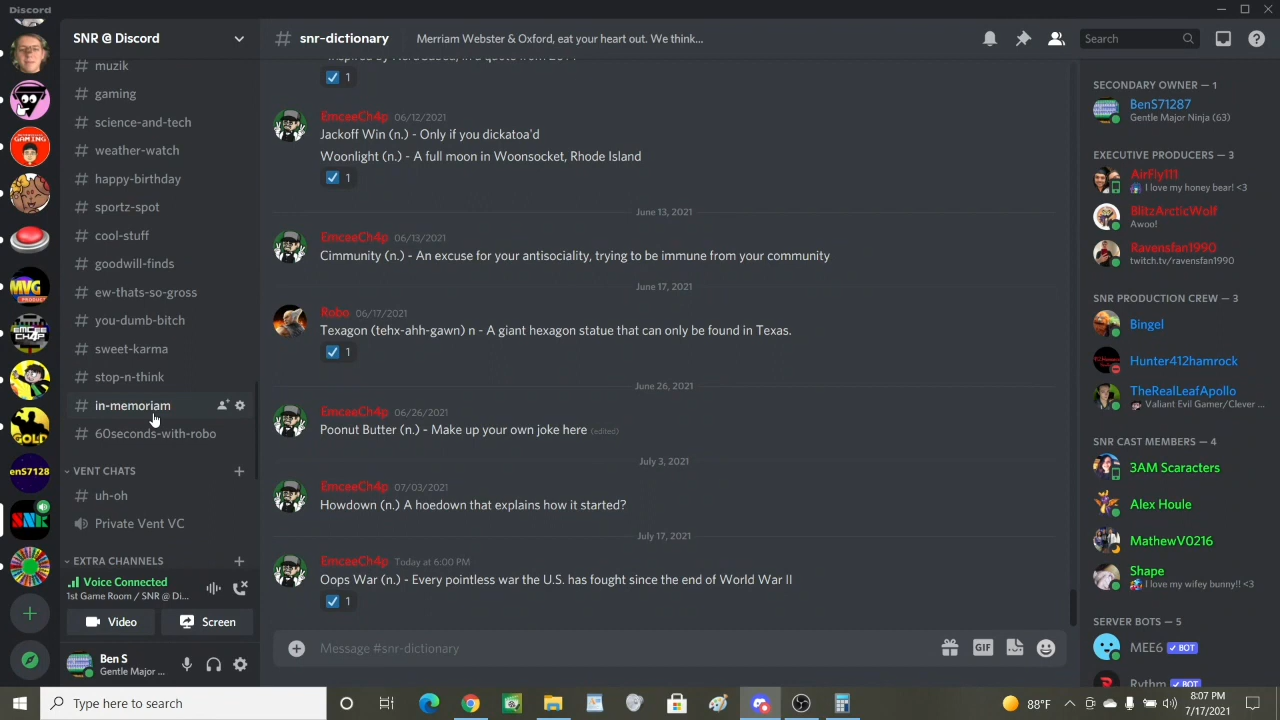 Discord
SNR @ Discord
snr-dictionary
Merriam Webster & Oxford, eat your heart out. We think...
Search
muzik
gaming
science-and-tech
weather-watch
happy-birthday
sportz-spot
cool-stuff
goodwill-finds
ew-thats-so-gross
you-dumb-bitch
sweet-karma
stop-n-think
in-memoriam
60seconds-with-robo
VENT CHATS
uh-oh
Private Vent VC
EXTRA CHANNELS
Voice Connected
1st Game Room / SNR @ Di...
Video
Screen
Ben S
Gentle Major ...
GAMING
MVG
EMCEE
CH4P
GOLD
enS7128
SNR
1
EmceeCh4p 06/12/2021
Jackoff Win (n.) - Only if you dickatoa'd
Woonlight (n.) - A full moon in Woonsocket, Rhode Island
1
June 13, 2021
EmceeCh4p 06/13/2021
Cimmunity (n.) - An excuse for your antisociality, trying to be immune from your community
June 17, 2021
Robo 06/17/2021
Texagon (tehx-ahh-gawn) n - A giant hexagon statue that can only be found in Texas.
1
June 26, 2021
EmceeCh4p 06/26/2021
Poonut Butter (n.) - Make up your own joke here (edited)
July 3, 2021
EmceeCh4p 07/03/2021
Howdown (n.) A hoedown that explains how it started?
July 17, 2021
EmceeCh4p Today at 6:00 PM
Oops War (n.) - Every pointless war the U.S. has fought since the end of World War II
1
Message #snr-dictionary
GIF
SECONDARY OWNER — 1
BenS71287
Gentle Major Ninja (63)
EXECUTIVE PRODUCERS — 3
AirFly111
I love my honey bear! <3
BlitzArcticWolf
Awoo!
Ravensfan1990
twitch.tv/ravensfan1990
SNR PRODUCTION CREW — 3
Bingel
Hunter412hamrock
TheRealLeafApollo
Valiant Evil Gamer/Clever ...
SNR CAST MEMBERS — 4
3AM Scaracters
Alex Houle
MathewV0216
Shape
I love my wifey bunny!! <3
SERVER BOTS — 5
MEE6 BOT
Rythm BOT
Type here to search
88°F
8:07 PM
7/17/2021